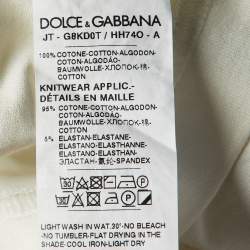 DOLCE & GABBANA
JT - G8KD0T / HH74O - A
100% COTONE-COTTON-ALGODON-
COTON-ALGODÃO-
BAUMWOLLE-ХЛОПОК-棉-
COTTON
KNITWEAR APPLIC.-
DÉTAILS EN MAILLE
95% COTONE-COTTON-ALGODON-
COTON-ALGODÃO-
BAUMWOLLE-ХЛОПОК-棉-
COTTON
5% ELASTAN-ELASTANE-
ELASTANO-ELASTHANNE-
ELASTANO-ELASTHAN-
ЭЛАСТАН-氨纶-SPANDEX
LIGHT WASH IN WAT.30°-NO BLEACH
-NO TUMBLER-FLAT DRYING IN THE
SHADE-COOL IRON-LIGHT DRY